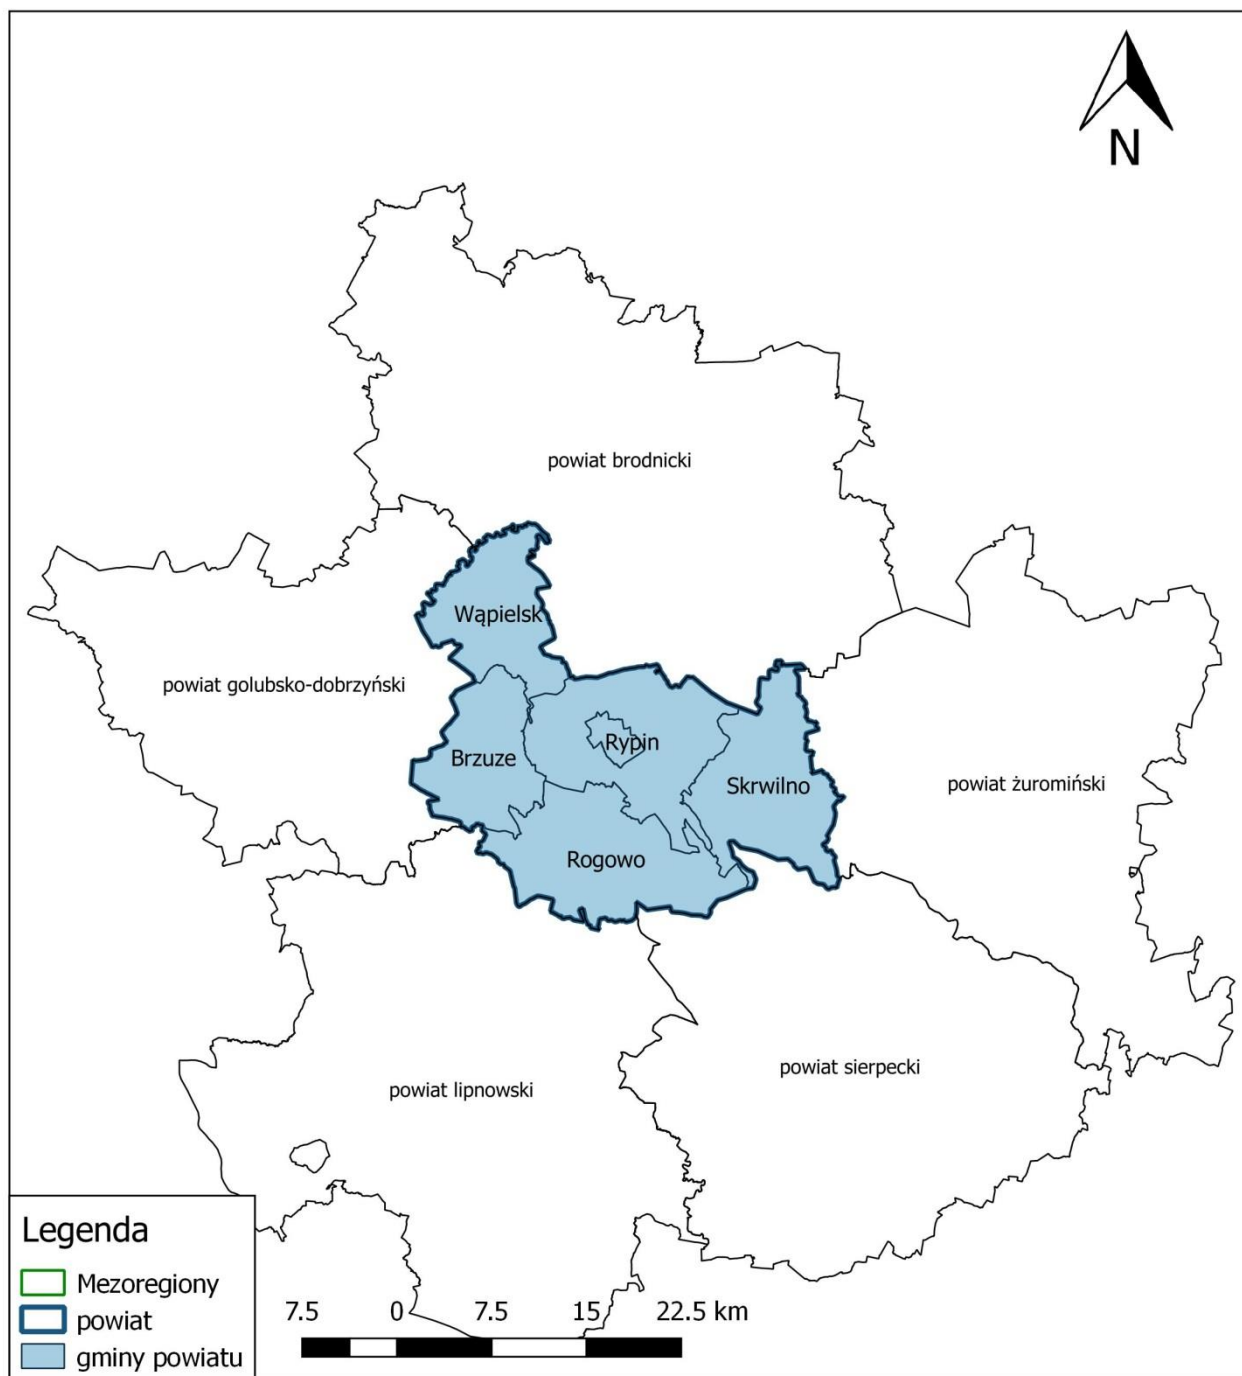 N
powiat brodnicki
Wąpielsk
powiat golubsko-dobrzyński
Rypin
Brzuze
Skrwilno
powiat żuromiński
Rogowo
powiat sierpecki
powiat lipnowski
Legenda
Mezoregiony
powiat
gminy powiatu
7.5 0 7.5 15 22.5 km